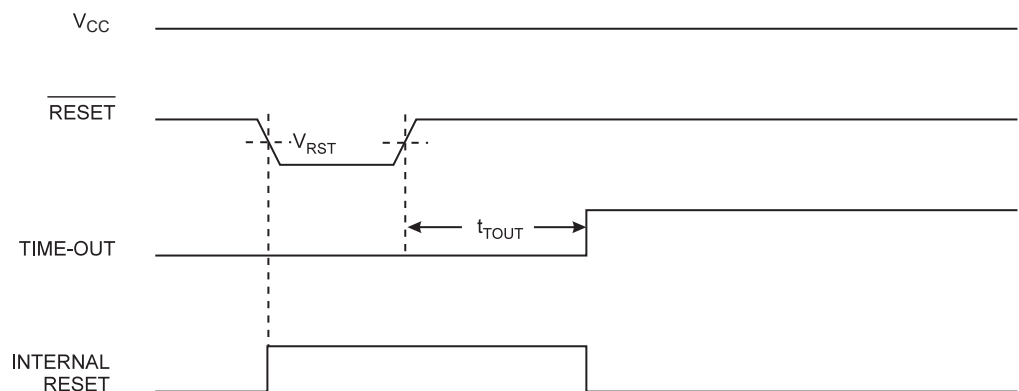 VCC
RESET
VRST
tTOUT
TIME-OUT
INTERNAL
RESET